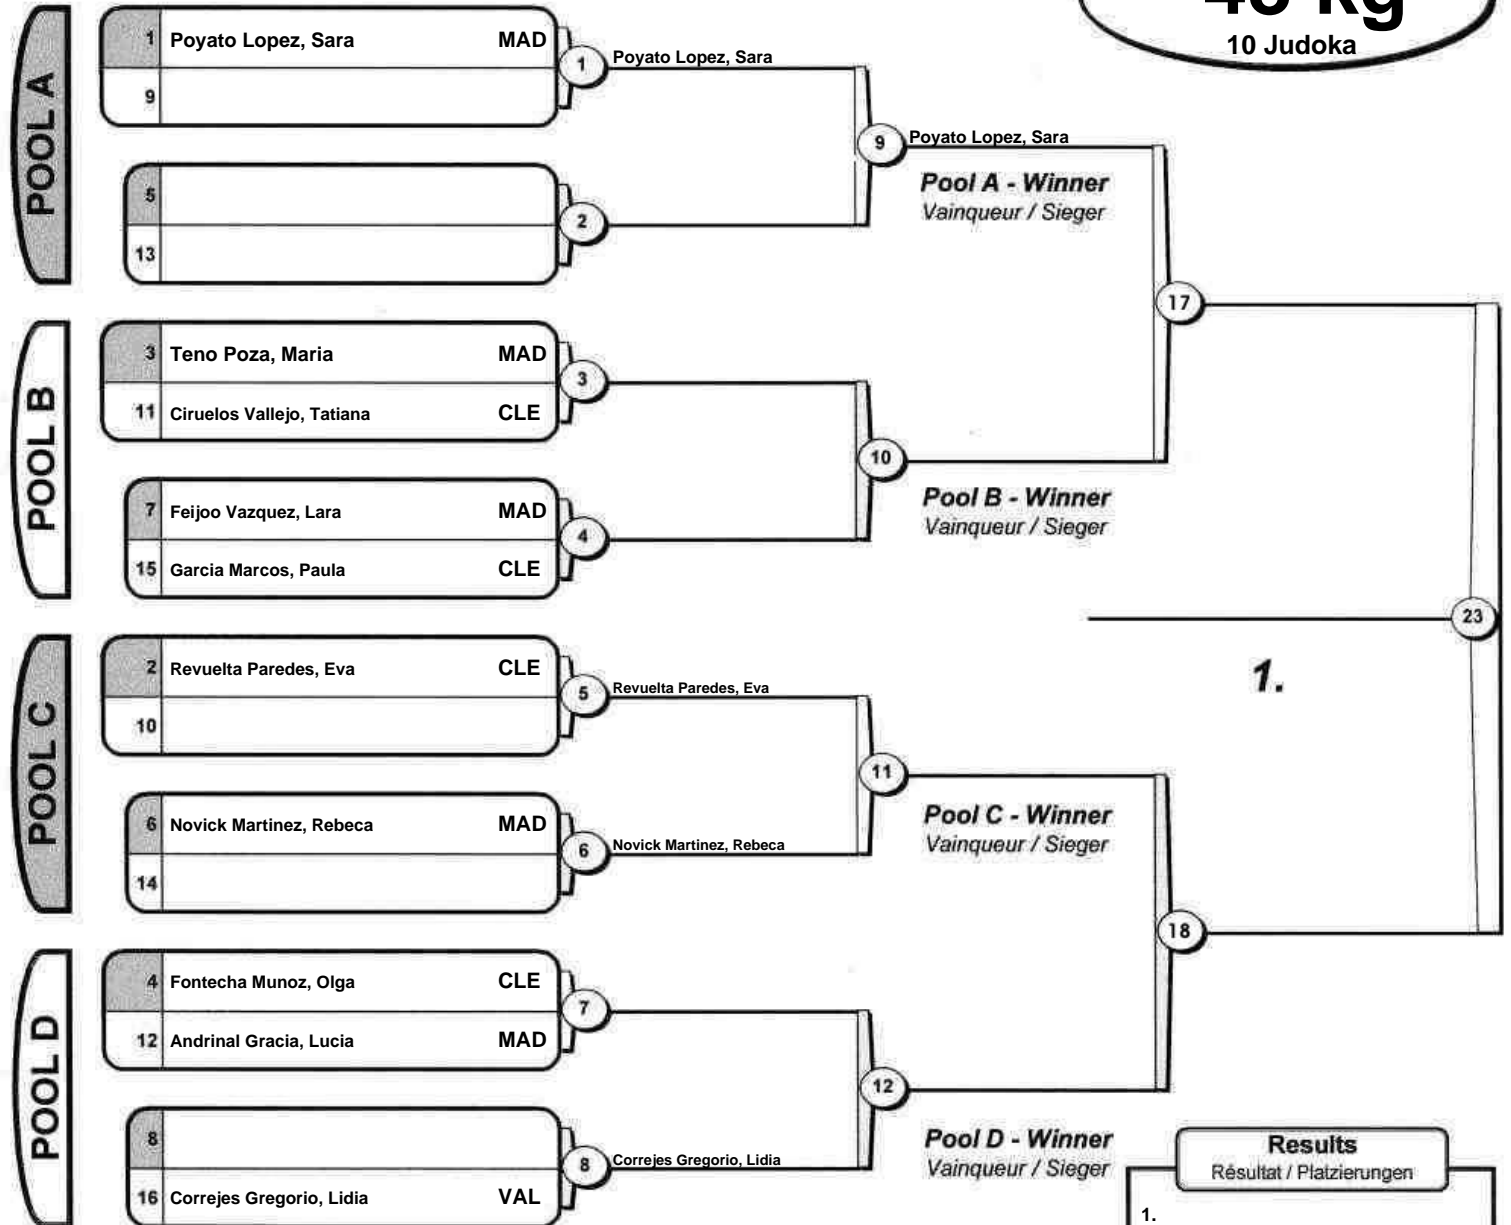 kg
10 Judoka
POOL A
1 Poyato Lopez, Sara MAD
9
1 Poyato Lopez, Sara
5
13
2
9 Poyato Lopez, Sara
Pool A - Winner
Vainqueur / Sieger
17
POOL B
3 Teno Poza, Maria MAD
11 Ciruelos Vallejo, Tatiana CLE
3
7 Feijoo Vazquez, Lara MAD
15 Garcia Marcos, Paula CLE
4
10
Pool B - Winner
Vainqueur / Sieger
23
1.
POOL C
2 Revuelta Paredes, Eva CLE
10
5 Revuelta Paredes, Eva
6 Novick Martinez, Rebeca MAD
14
6 Novick Martinez, Rebeca
11
Pool C - Winner
Vainqueur / Sieger
18
POOL D
4 Fontecha Munoz, Olga CLE
12 Andrinal Gracia, Lucia MAD
7
8
16 Correjes Gregorio, Lidia VAL
8 Correjes Gregorio, Lidia
12
Pool D - Winner
Vainqueur / Sieger
Results
Résultat / Platzierungen
1.